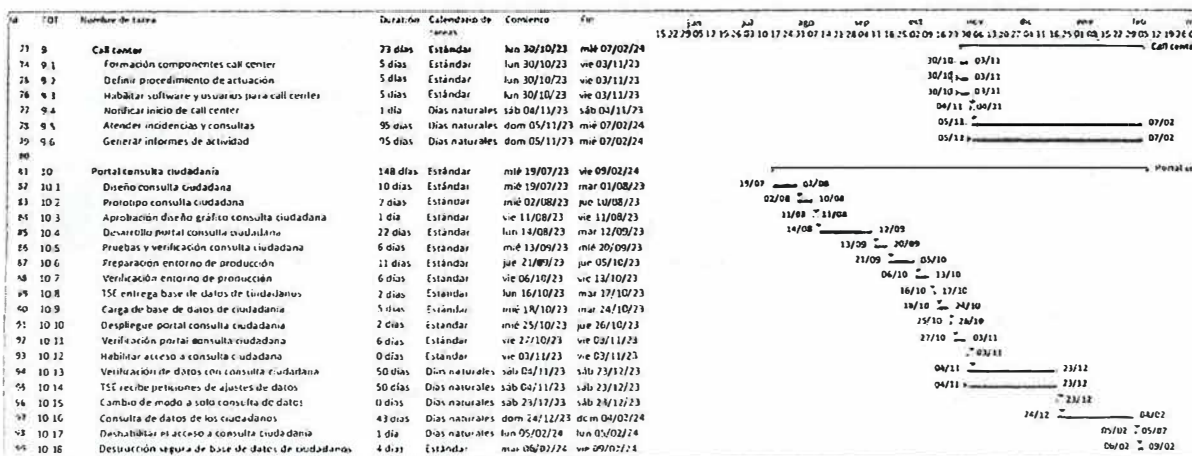 Id TOT Nombre de tarea Duración Calendario de tareas Comienzo Fin jun jul ago sep oct nov dic ene feb
73 9 Call center 73 días Estándar lun 30/10/23 mié 07/02/24
74 9.1 Formación componentes call center 5 días Estándar lun 30/10/23 vie 03/11/23 30/10 03/11
75 9.2 Definir procedimiento de actuación 5 días Estándar lun 30/10/23 vie 03/11/23 30/10 03/11
76 9.3 Habilitar software y usuarios para call center 5 días Estándar lun 30/10/23 vie 03/11/23 30/10 03/11
77 9.4 Notificar inicio de call center 1 día Días naturales sáb 04/11/23 sáb 04/11/23 04/11 04/11
78 9.5 Atender incidencias y consultas 95 días Días naturales dom 05/11/23 mié 07/02/24 05/11 07/02
79 9.6 Generar informes de actividad 95 días Días naturales dom 05/11/23 mié 07/02/24 05/11 07/02
80
81 10 Portal consulta ciudadanía 148 días Estándar mié 19/07/23 vie 09/02/24
82 10.1 Diseño consulta ciudadana 10 días Estándar mié 19/07/23 mar 01/08/23 19/07
83 10.2 Prototipo consulta ciudadana 7 días Estándar mié 02/08/23 jue 10/08/23 02/08 10/08
84 10.3 Aprobación diseño gráfico consulta ciudadana 1 día Estándar vie 11/08/23 vie 11/08/23 11/08 11/08
85 10.4 Desarrollo portal consulta ciudadana 22 días Estándar lun 14/08/23 mar 12/09/23 14/08 12/09
86 10.5 Pruebas y verificación consulta ciudadana 6 días Estándar mié 13/09/23 mié 20/09/23 13/09 20/09
87 10.6 Preparación entorno de producción 11 días Estándar jue 21/09/23 jue 05/10/23 21/09 05/10
88 10.7 Verificación entorno de producción 6 días Estándar vie 06/10/23 vie 13/10/23 06/10 13/10
89 10.8 TSE entrega base de datos de ciudadanos 2 días Estándar lun 16/10/23 mar 17/10/23 16/10 17/10
90 10.9 Carga de base de datos de ciudadanía 5 días Estándar mié 18/10/23 mar 24/10/23 18/10 24/10
91 10.10 Despliegue portal consulta ciudadanía 2 días Estándar mié 25/10/23 jue 26/10/23 25/10 26/10
92 10.11 Verificación portal consulta ciudadana 6 días Estándar vie 27/10/23 vie 03/11/23 27/10 03/11
93 10.12 Habilitar acceso a consulta ciudadana 0 días Estándar vie 03/11/23 vie 03/11/23 03/11
94 10.13 Verificación de datos con consulta ciudadana 50 días Días naturales sáb 04/11/23 sáb 23/12/23 04/11 23/12
95 10.14 TSE recibe peticiones de ajustes de datos 50 días Días naturales sáb 04/11/23 sáb 23/12/23 04/11 23/12
96 10.15 Cambio de modo a solo consulta de datos 0 días Días naturales sáb 23/12/23 23/12
97 10.16 Consulta de datos de los ciudadanos 43 días Días naturales dom 24/12/23 dom 04/02/24 24/12 04/02
98 10.17 Deshabilitar el acceso a consulta ciudadana 1 día Días naturales lun 05/02/24 lun 05/02/24 05/02 05/02
99 10.18 Destrucción segura de base de datos de ciudadanos 4 días Estándar mar 06/02/24 vie 09/02/24 06/02 09/02